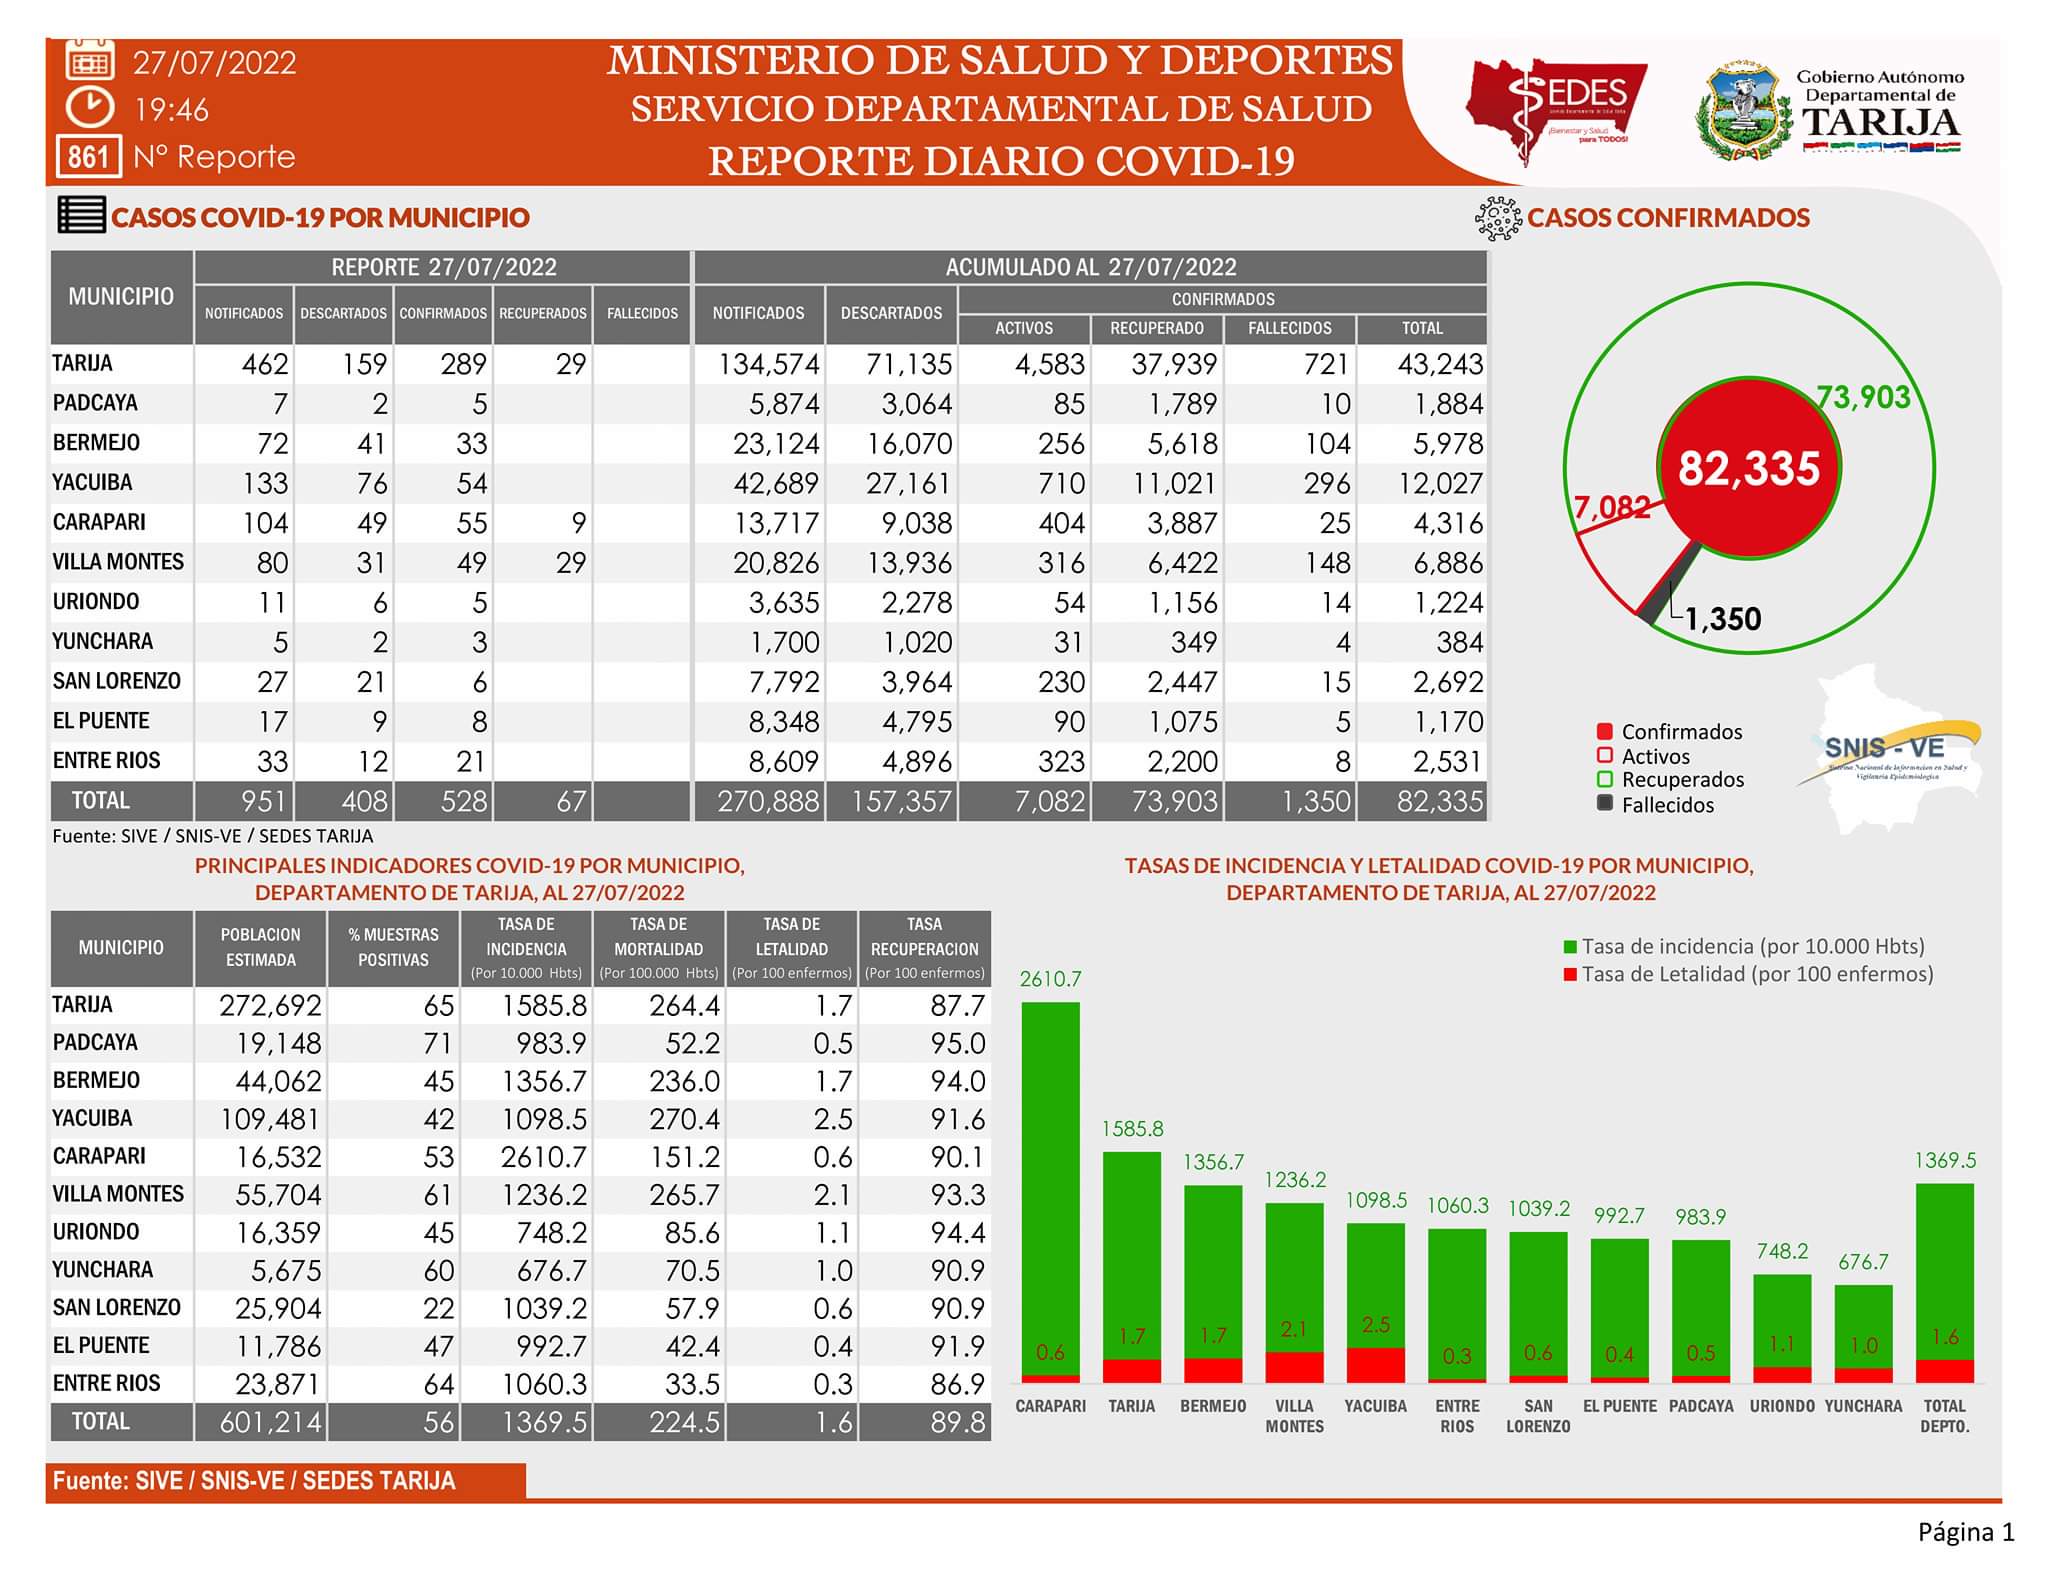 27/07/2022
19:46
861 N° Reporte
MINISTERIO DE SALUD Y DEPORTES
SERVICIO DEPARTAMENTAL DE SALUD
REPORTE DIARIO COVID-19
SEDES
¡Bienestar y Salud
para TODOS!
Gobierno Autónomo
Departamental de
TARIJA
CASOS COVID-19 POR MUNICIPIO
CASOS CONFIRMADOS
MUNICIPIO REPORTE 27/07/2022 ACUMULADO AL 27/07/2022
NOTIFICADOS DESCARTADOS CONFIRMADOS RECUPERADOS FALLECIDOS NOTIFICADOS DESCARTADOS CONFIRMADOS
ACTIVOS RECUPERADO FALLECIDOS TOTAL
TARIJA 462 159 289 29 134,574 71,135 4,583 37,939 721 43,243
PADCAYA 7 2 5 5,874 3,064 85 1,789 10 1,884
BERMEJO 72 41 33 23,124 16,070 256 5,618 104 5,978
YACUIBA 133 76 54 42,689 27,161 710 11,021 296 12,027
CARAPARI 104 49 55 9 13,717 9,038 404 3,887 25 4,316
VILLA MONTES 80 31 49 29 20,826 13,936 316 6,422 148 6,886
URIONDO 11 6 5 3,635 2,278 54 1,156 14 1,224
YUNCHARA 5 2 3 1,700 1,020 31 349 4 384
SAN LORENZO 27 21 6 7,792 3,964 230 2,447 15 2,692
EL PUENTE 17 9 8 8,348 4,795 90 1,075 5 1,170
ENTRE RIOS 33 12 21 8,609 4,896 323 2,200 8 2,531
TOTAL 951 408 528 67 270,888 157,357 7,082 73,903 1,350 82,335
Fuente: SIVE / SNIS-VE / SEDES TARIJA
73,903
82,335
7,082
1,350
Confirmados
Activos
Recuperados
Fallecidos
SNIS - VE
Sistema Nacional de Informacion en Salud y
Vigilancia Epidemiologica
PRINCIPALES INDICADORES COVID-19 POR MUNICIPIO,
DEPARTAMENTO DE TARIJA, AL 27/07/2022
MUNICIPIO POBLACION ESTIMADA % MUESTRAS POSITIVAS TASA DE INCIDENCIA (Por 10.000 Hbts) TASA DE MORTALIDAD (Por 100.000 Hbts) TASA DE LETALIDAD (Por 100 enfermos) TASA RECUPERACION (Por 100 enfermos)
TARIJA 272,692 65 1585.8 264.4 1.7 87.7
PADCAYA 19,148 71 983.9 52.2 0.5 95.0
BERMEJO 44,062 45 1356.7 236.0 1.7 94.0
YACUIBA 109,481 42 1098.5 270.4 2.5 91.6
CARAPARI 16,532 53 2610.7 151.2 0.6 90.1
VILLA MONTES 55,704 61 1236.2 265.7 2.1 93.3
URIONDO 16,359 45 748.2 85.6 1.1 94.4
YUNCHARA 5,675 60 676.7 70.5 1.0 90.9
SAN LORENZO 25,904 22 1039.2 57.9 0.6 90.9
EL PUENTE 11,786 47 992.7 42.4 0.4 91.9
ENTRE RIOS 23,871 64 1060.3 33.5 0.3 86.9
TOTAL 601,214 56 1369.5 224.5 1.6 89.8
TASAS DE INCIDENCIA Y LETALIDAD COVID-19 POR MUNICIPIO,
DEPARTAMENTO DE TARIJA, AL 27/07/2022
Tasa de incidencia (por 10.000 Hbts)
Tasa de Letalidad (por 100 enfermos)
2610.7 1585.8 1356.7 1236.2 1098.5 1060.3 1039.2 992.7 983.9 748.2 676.7 1369.5
0.6 1.7 1.7 2.1 2.5 0.3 0.6 0.4 0.5 1.1 1.0 1.6
CARAPARI TARIJA BERMEJO VILLA MONTES YACUIBA ENTRE RIOS SAN LORENZO EL PUENTE PADCAYA URIONDO YUNCHARA TOTAL DEPTO.
Fuente: SIVE / SNIS-VE / SEDES TARIJA
Página 1